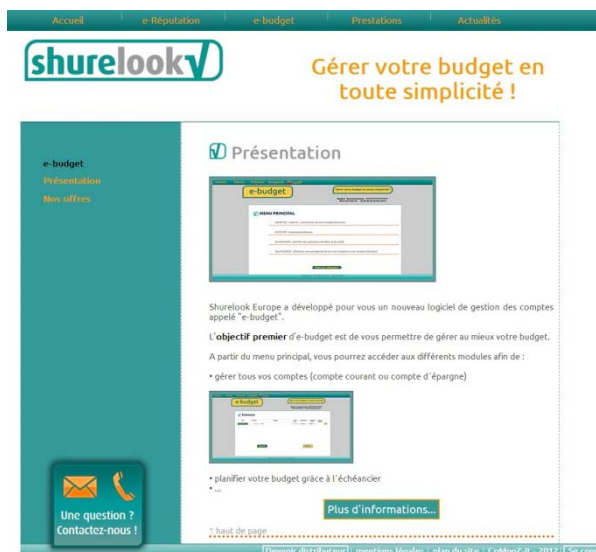 Accueil e-Réputation e-budget Prestations Actualités
shurelook
Gérer votre budget en
toute simplicité !
e-budget
Présentation
Nos offres
Présentation
e-budget
MENU PRINCIPAL
Shurelook Europe a développé pour vous un nouveau logiciel de gestion des comptes
appelé "e-budget".
L'objectif premier d'e-budget est de vous permettre de gérer au mieux votre budget.
A partir du menu principal, vous pourrez accéder aux différents modules afin de :
• gérer tous vos comptes (compte courant ou compte d'épargne)
e-budget
• planifier votre budget grâce à l'échéancier
• ...
Plus d'informations...
↑ haut de page
Une question ?
Contactez-nous !
Devenir distributeur | mentions légales | plan du site | CpMonZ-it - 2012 | Se con